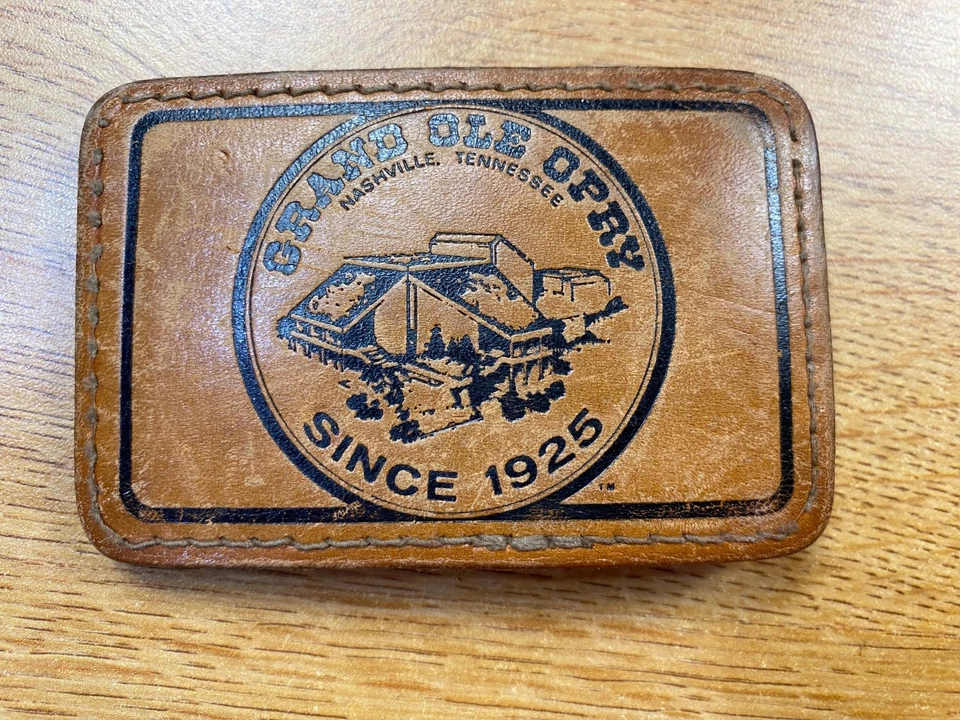 GRAND OLE OPRY
NASHVILLE, TENNESSEE
SINCE 1925
TM